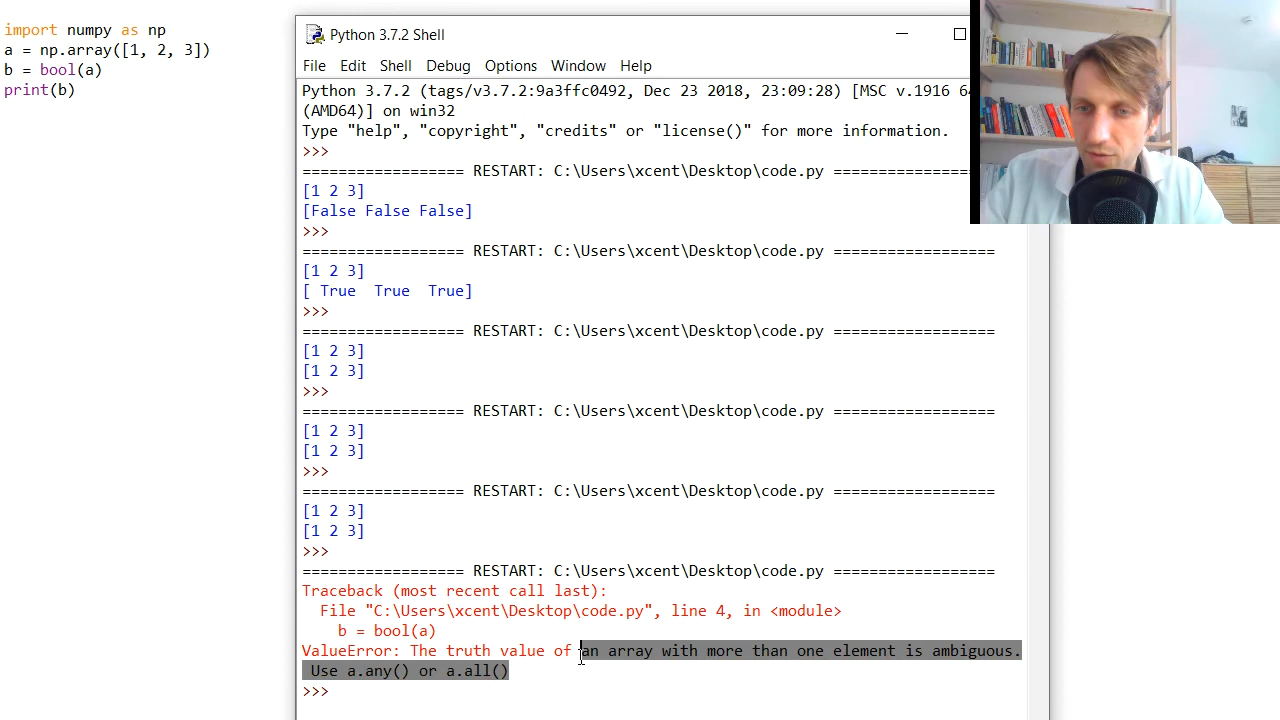 import numpy as np
a = np.array([1, 2, 3])
b = bool(a)
print(b)
Python 3.7.2 Shell
File Edit Shell Debug Options Window Help
Python 3.7.2 (tags/v3.7.2:9a3ffc0492, Dec 23 2018, 23:09:28) [MSC v.1916 6
(AMD64)] on win32
Type "help", "copyright", "credits" or "license()" for more information.
>>>
================== RESTART: C:\Users\xcent\Desktop\code.py ================
[1 2 3]
[False False False]
>>>
================== RESTART: C:\Users\xcent\Desktop\code.py ==================
[1 2 3]
[ True  True  True]
>>>
================== RESTART: C:\Users\xcent\Desktop\code.py ==================
[1 2 3]
[1 2 3]
>>>
================== RESTART: C:\Users\xcent\Desktop\code.py ==================
[1 2 3]
[1 2 3]
>>>
================== RESTART: C:\Users\xcent\Desktop\code.py ==================
[1 2 3]
[1 2 3]
>>>
================== RESTART: C:\Users\xcent\Desktop\code.py ==================
Traceback (most recent call last):
  File "C:\Users\xcent\Desktop\code.py", line 4, in <module>
    b = bool(a)
ValueError: The truth value of an array with more than one element is ambiguous.
 Use a.any() or a.all()
>>>